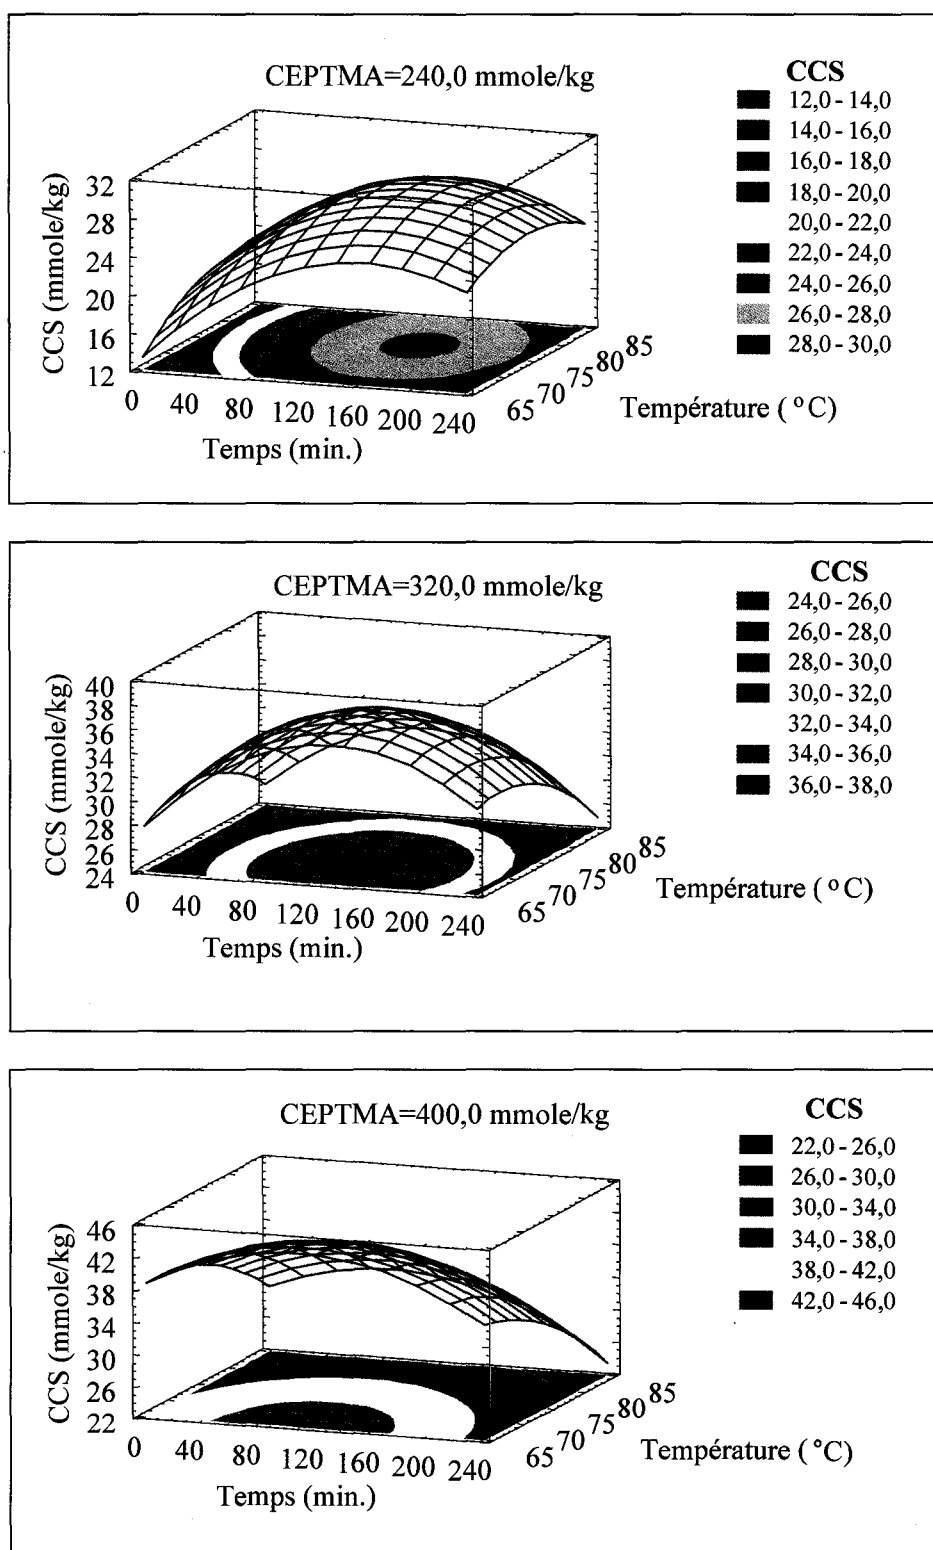 CEPTMA=240,0 mmole/kg
CCS
12,0 - 14,0
14,0 - 16,0
16,0 - 18,0
18,0 - 20,0
20,0 - 22,0
22,0 - 24,0
24,0 - 26,0
26,0 - 28,0
28,0 - 30,0
CCS (mmole/kg)
32
28
24
20
16
12
0 40 80 120 160 200 240
Temps (min.)
65 70 75 80 85
Température ( °C)
CEPTMA=320,0 mmole/kg
CCS
24,0 - 26,0
26,0 - 28,0
28,0 - 30,0
30,0 - 32,0
32,0 - 34,0
34,0 - 36,0
36,0 - 38,0
CCS (mmole/kg)
40
38
36
34
32
30
28
26
24
0 40 80 120 160 200 240
Temps (min.)
65 70 75 80 85
Température ( °C)
CEPTMA=400,0 mmole/kg
CCS
22,0 - 26,0
26,0 - 30,0
30,0 - 34,0
34,0 - 38,0
38,0 - 42,0
42,0 - 46,0
CCS (mmole/kg)
46
42
38
34
30
26
22
0 40 80 120 160 200 240
Temps (min.)
65 70 75 80 85
Température ( °C)